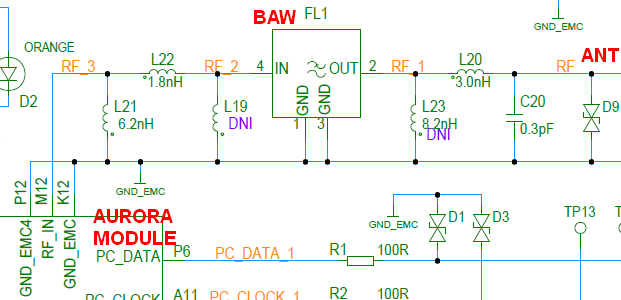 GND_EMC
BAW FL1
ANT
ORANGE
D2
RF_3
L22
1.8nH
RF_2
4 IN
OUT 2
GND
GND
1
3
RF_1
L20
3.0nH
RF
L21
6.2nH
L19
DNI
L23
8.2nH
DNI
C20
0.3pF
D9
GND_EMC
P12
M12
K12
GND_EMC4
RF_IN
GND_EMC
AURORA
MODULE
GND_EMC
D1
D3
TP13
PC_DATA
P6
PC_DATA_1
R1
100R
PC_CLOCK
A11
PC_CLOCK_1
R2
100R